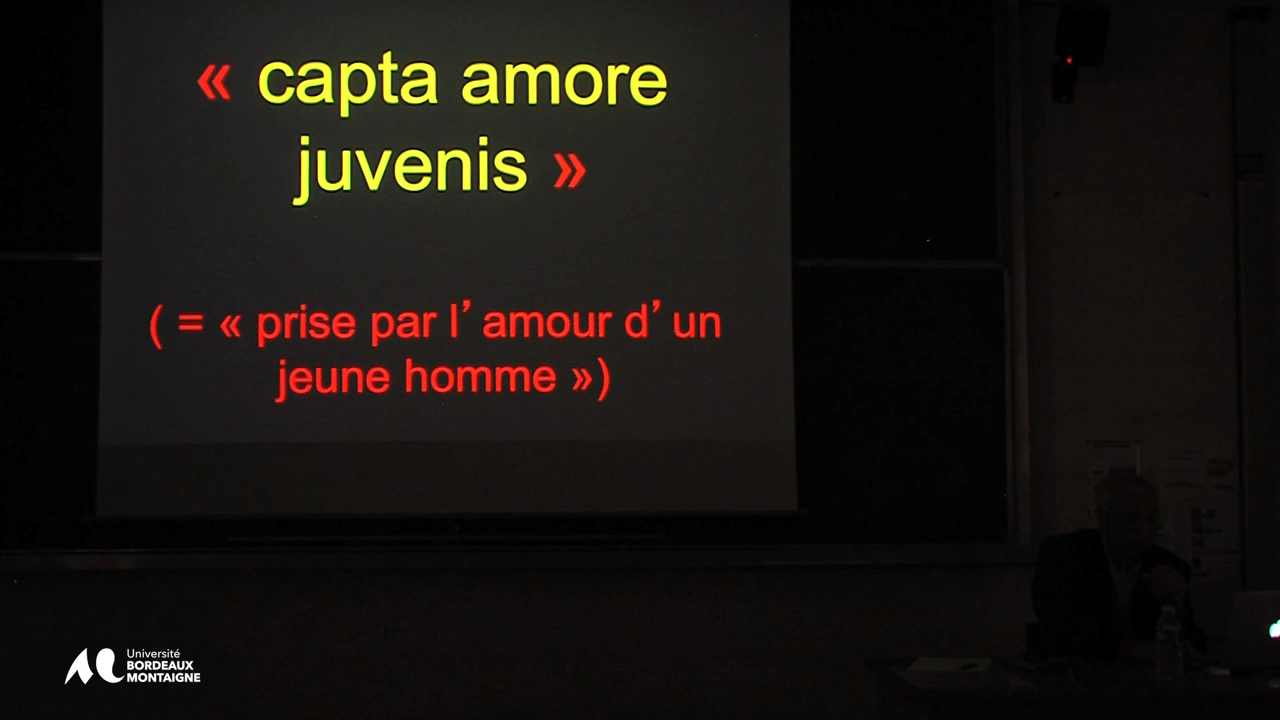 « capta amore
juvenis »
( = « prise par l’amour d’un
jeune homme »)
Université
BORDEAUX
MONTAIGNE